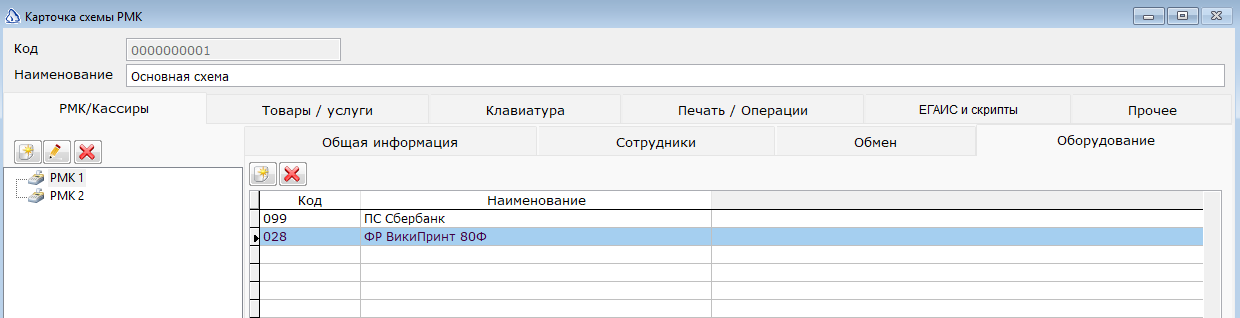 Карточка схемы РМК
Код 0000000001
Наименование Основная схема
РМК/Кассиры Товары / услуги Клавиатура Печать / Операции ЕГАИС и скрипты Прочее
Общая информация Сотрудники Обмен Оборудование
РМК 1
РМК 2
Код Наименование
099 ПС Сбербанк
028 ФР ВикиПринт 80Ф